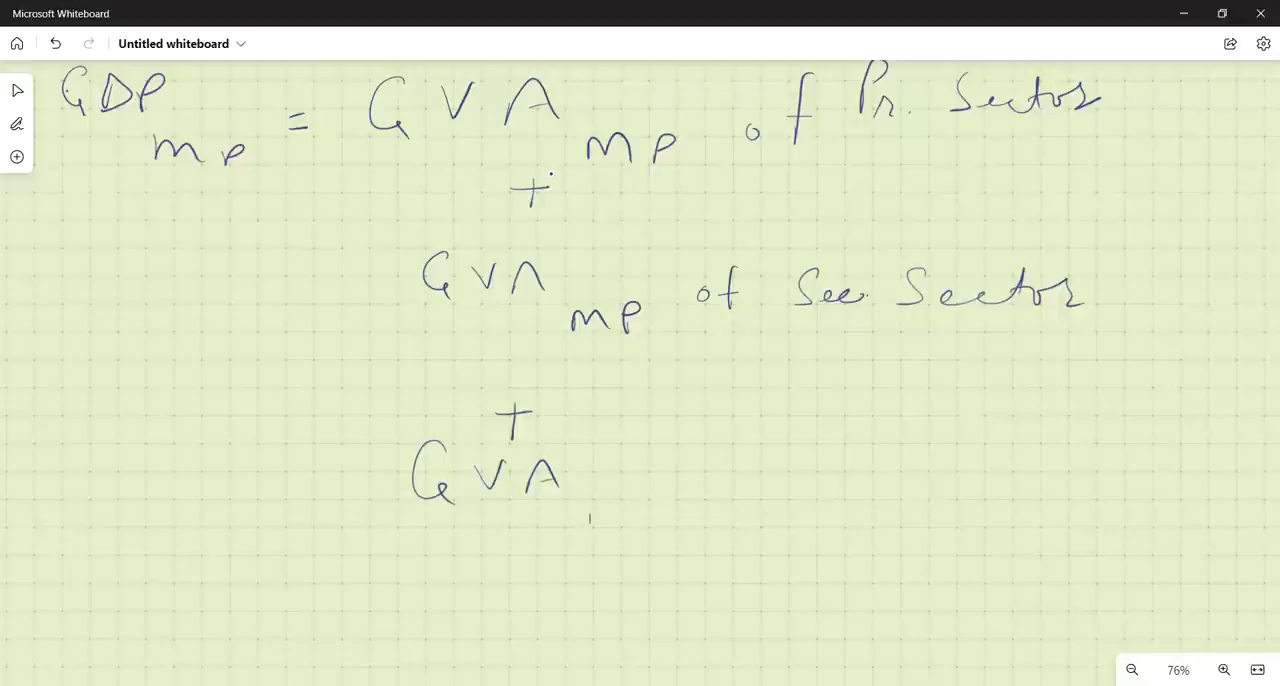 Microsoft Whiteboard
Untitled whiteboard
GDP MP = GVA MP of Pr. Sector
+
GVA MP of Sec. Sector
+
GVA
76%